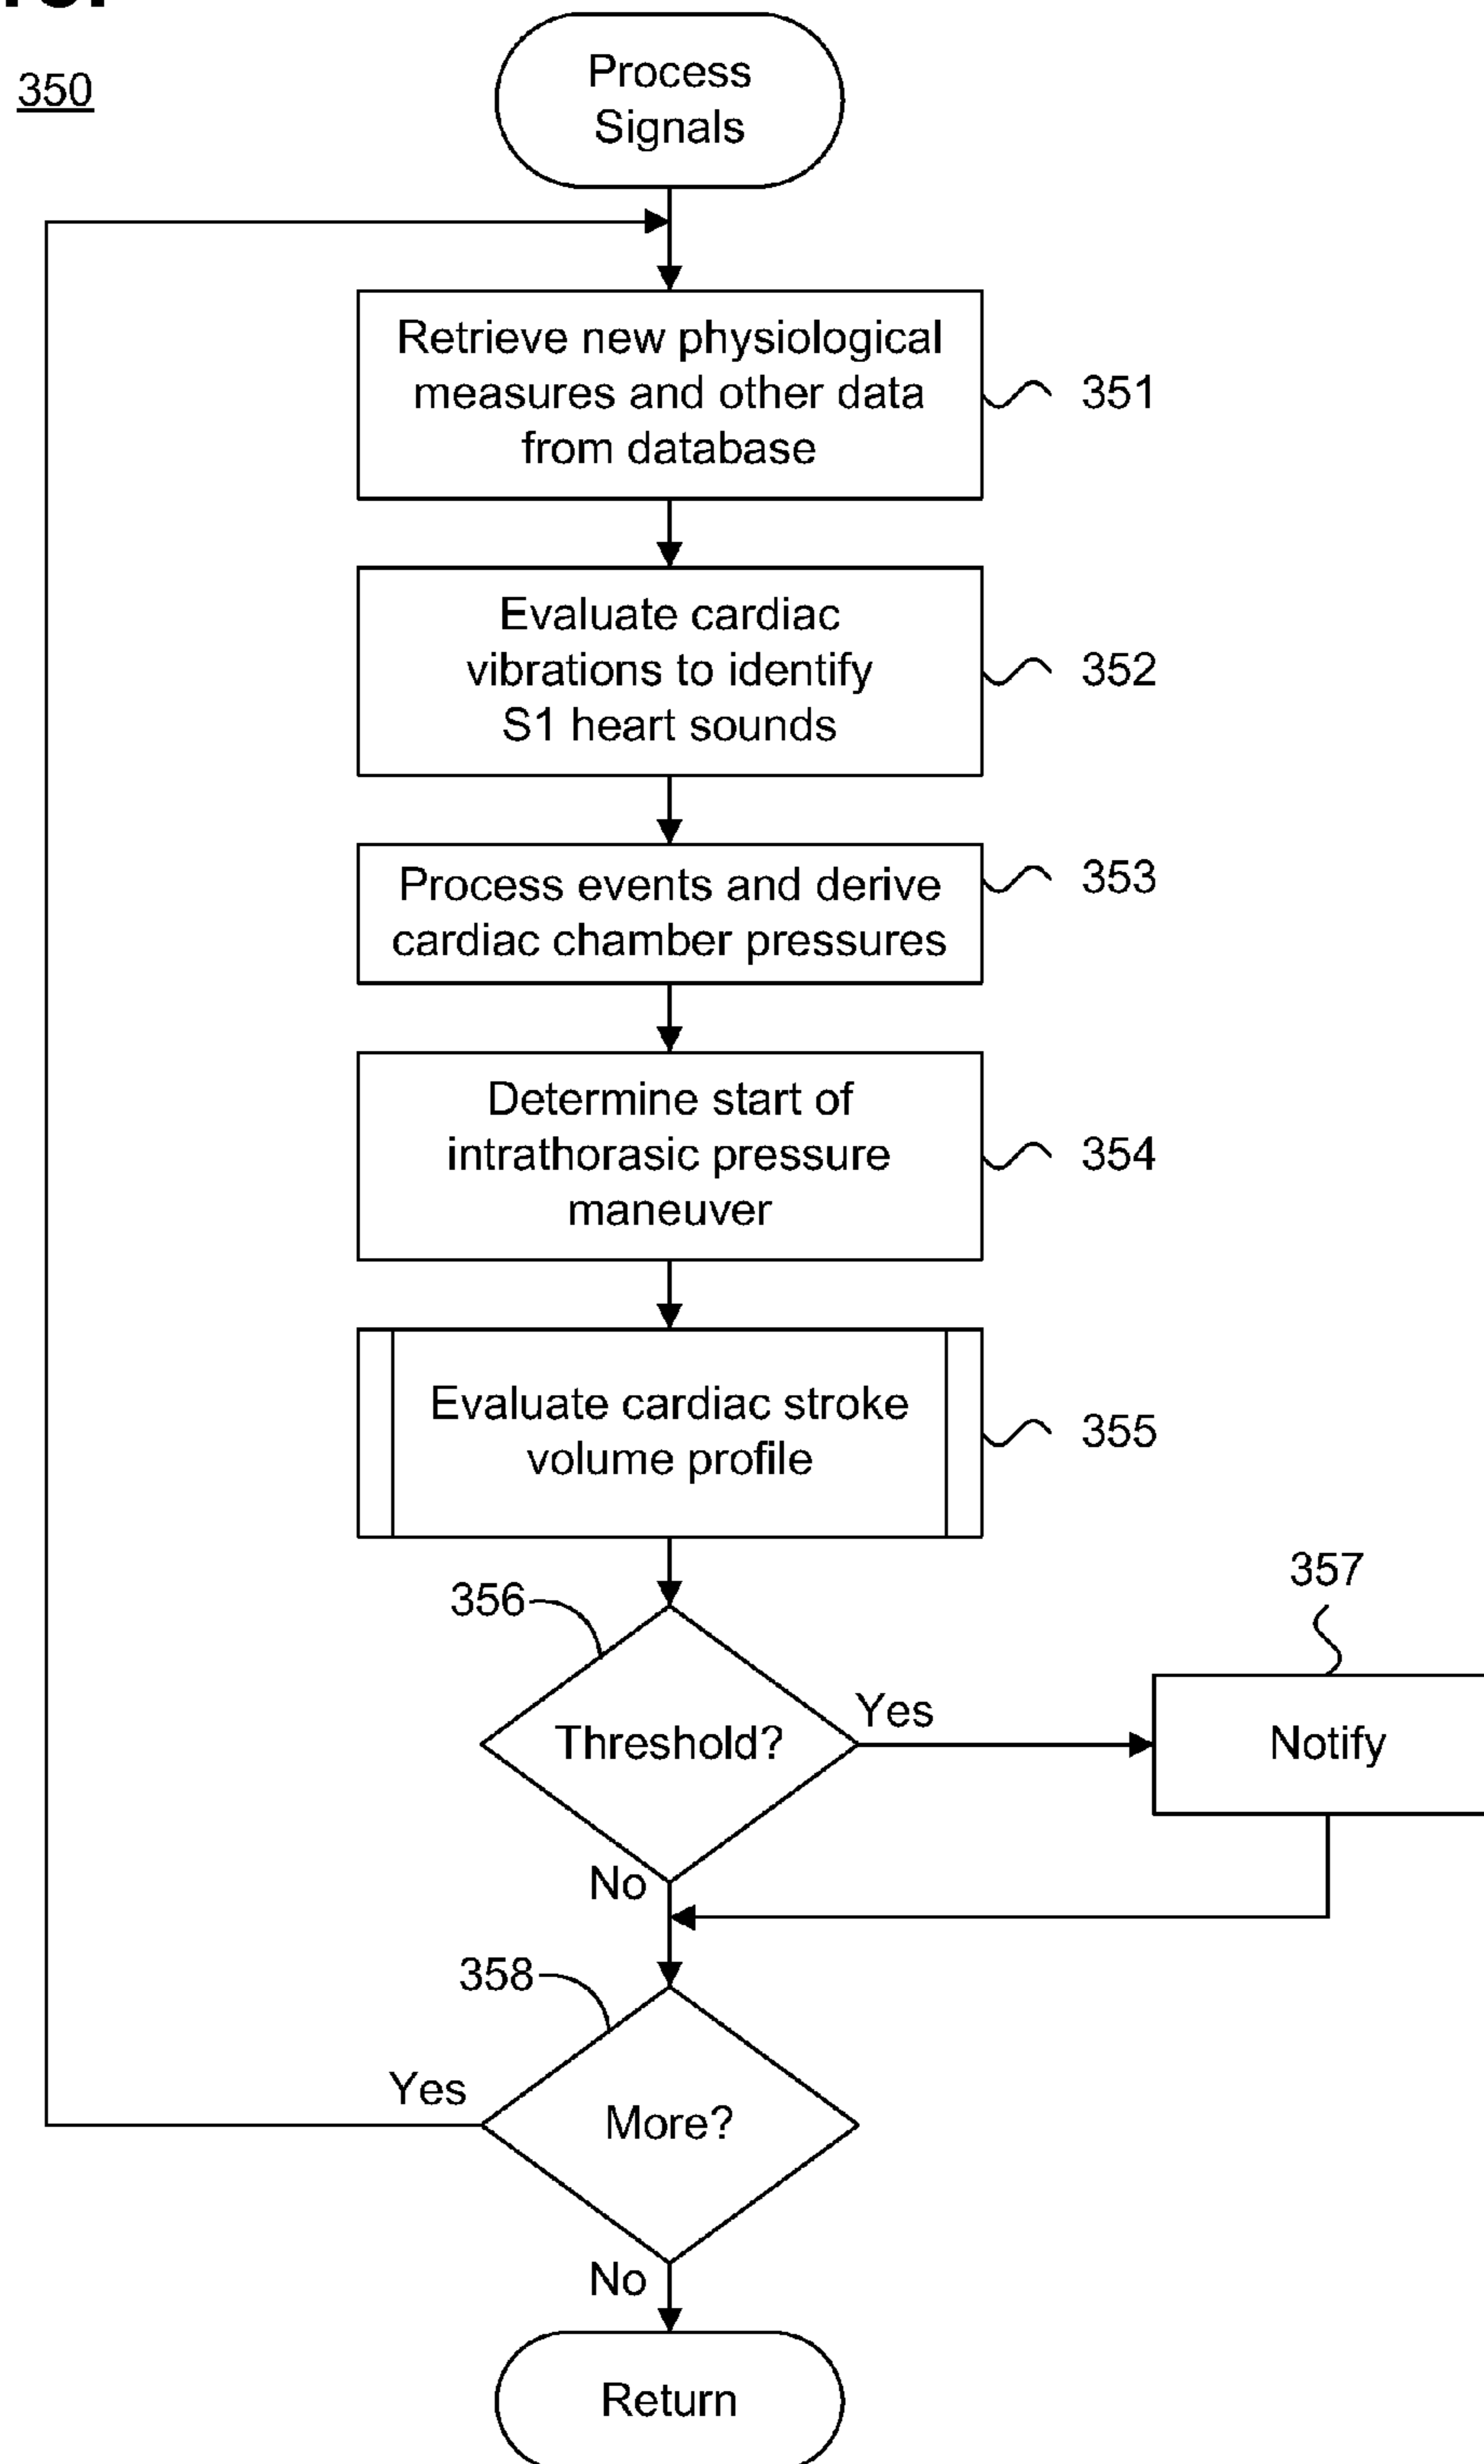 350
Process
Signals
Retrieve new physiological
measures and other data
from database
351
Evaluate cardiac
vibrations to identify
S1 heart sounds
352
Process events and derive
cardiac chamber pressures
353
Determine start of
intrathorasic pressure
maneuver
354
Evaluate cardiac stroke
volume profile
355
356
Threshold?
Yes
357
Notify
No
358
More?
Yes
No
Return